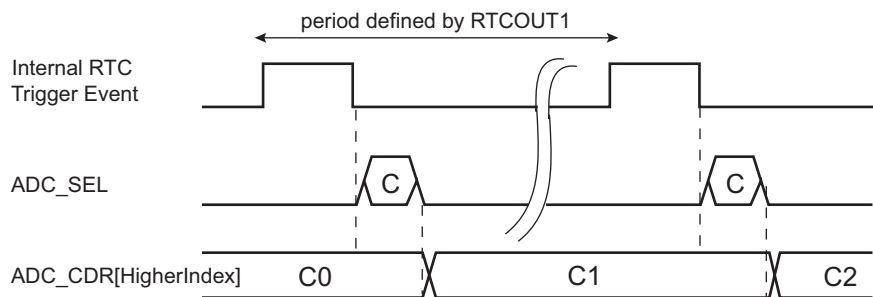 period defined by RTCOUT1
Internal RTC
Trigger Event
ADC_SEL
C
C
ADC_CDR[HigherIndex]
C0
C1
C2